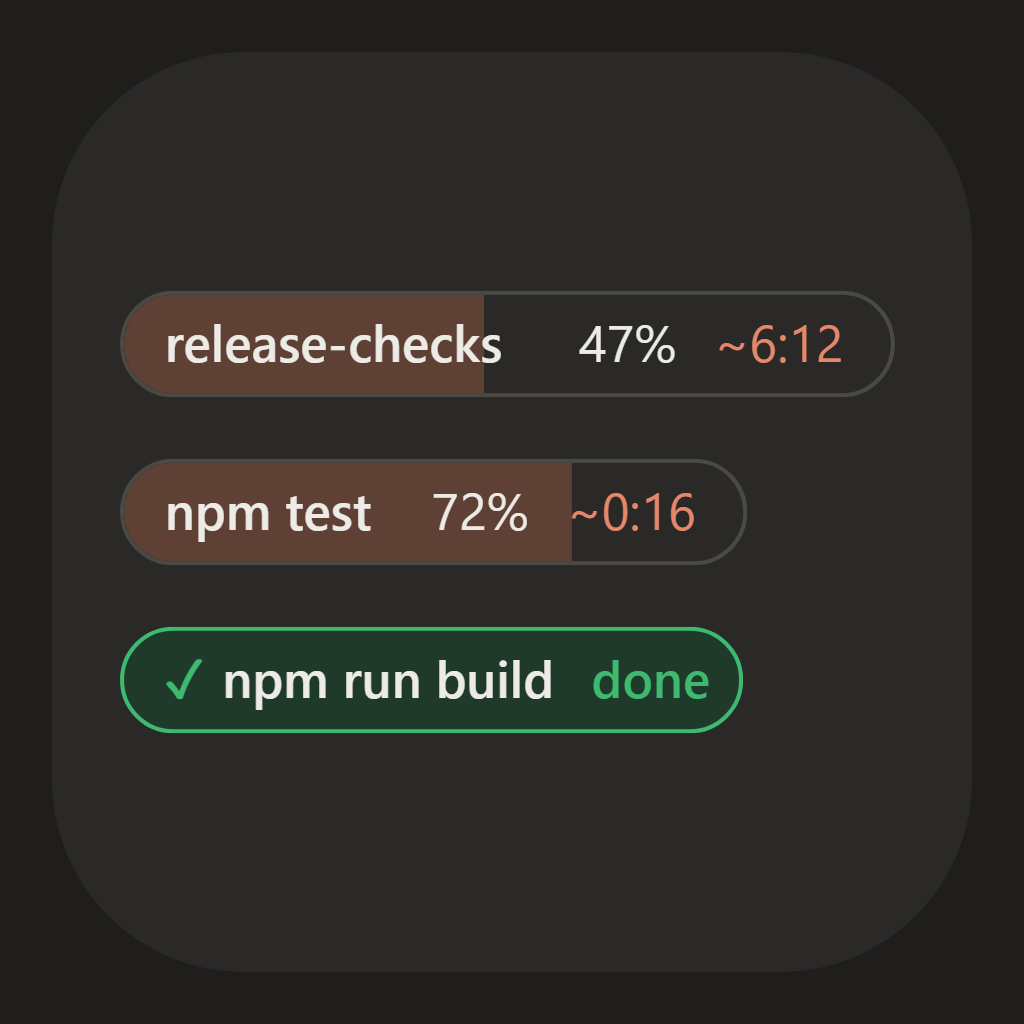 release-checks 47% ~6:12
npm test 72% ~0:16
✓ npm run build done